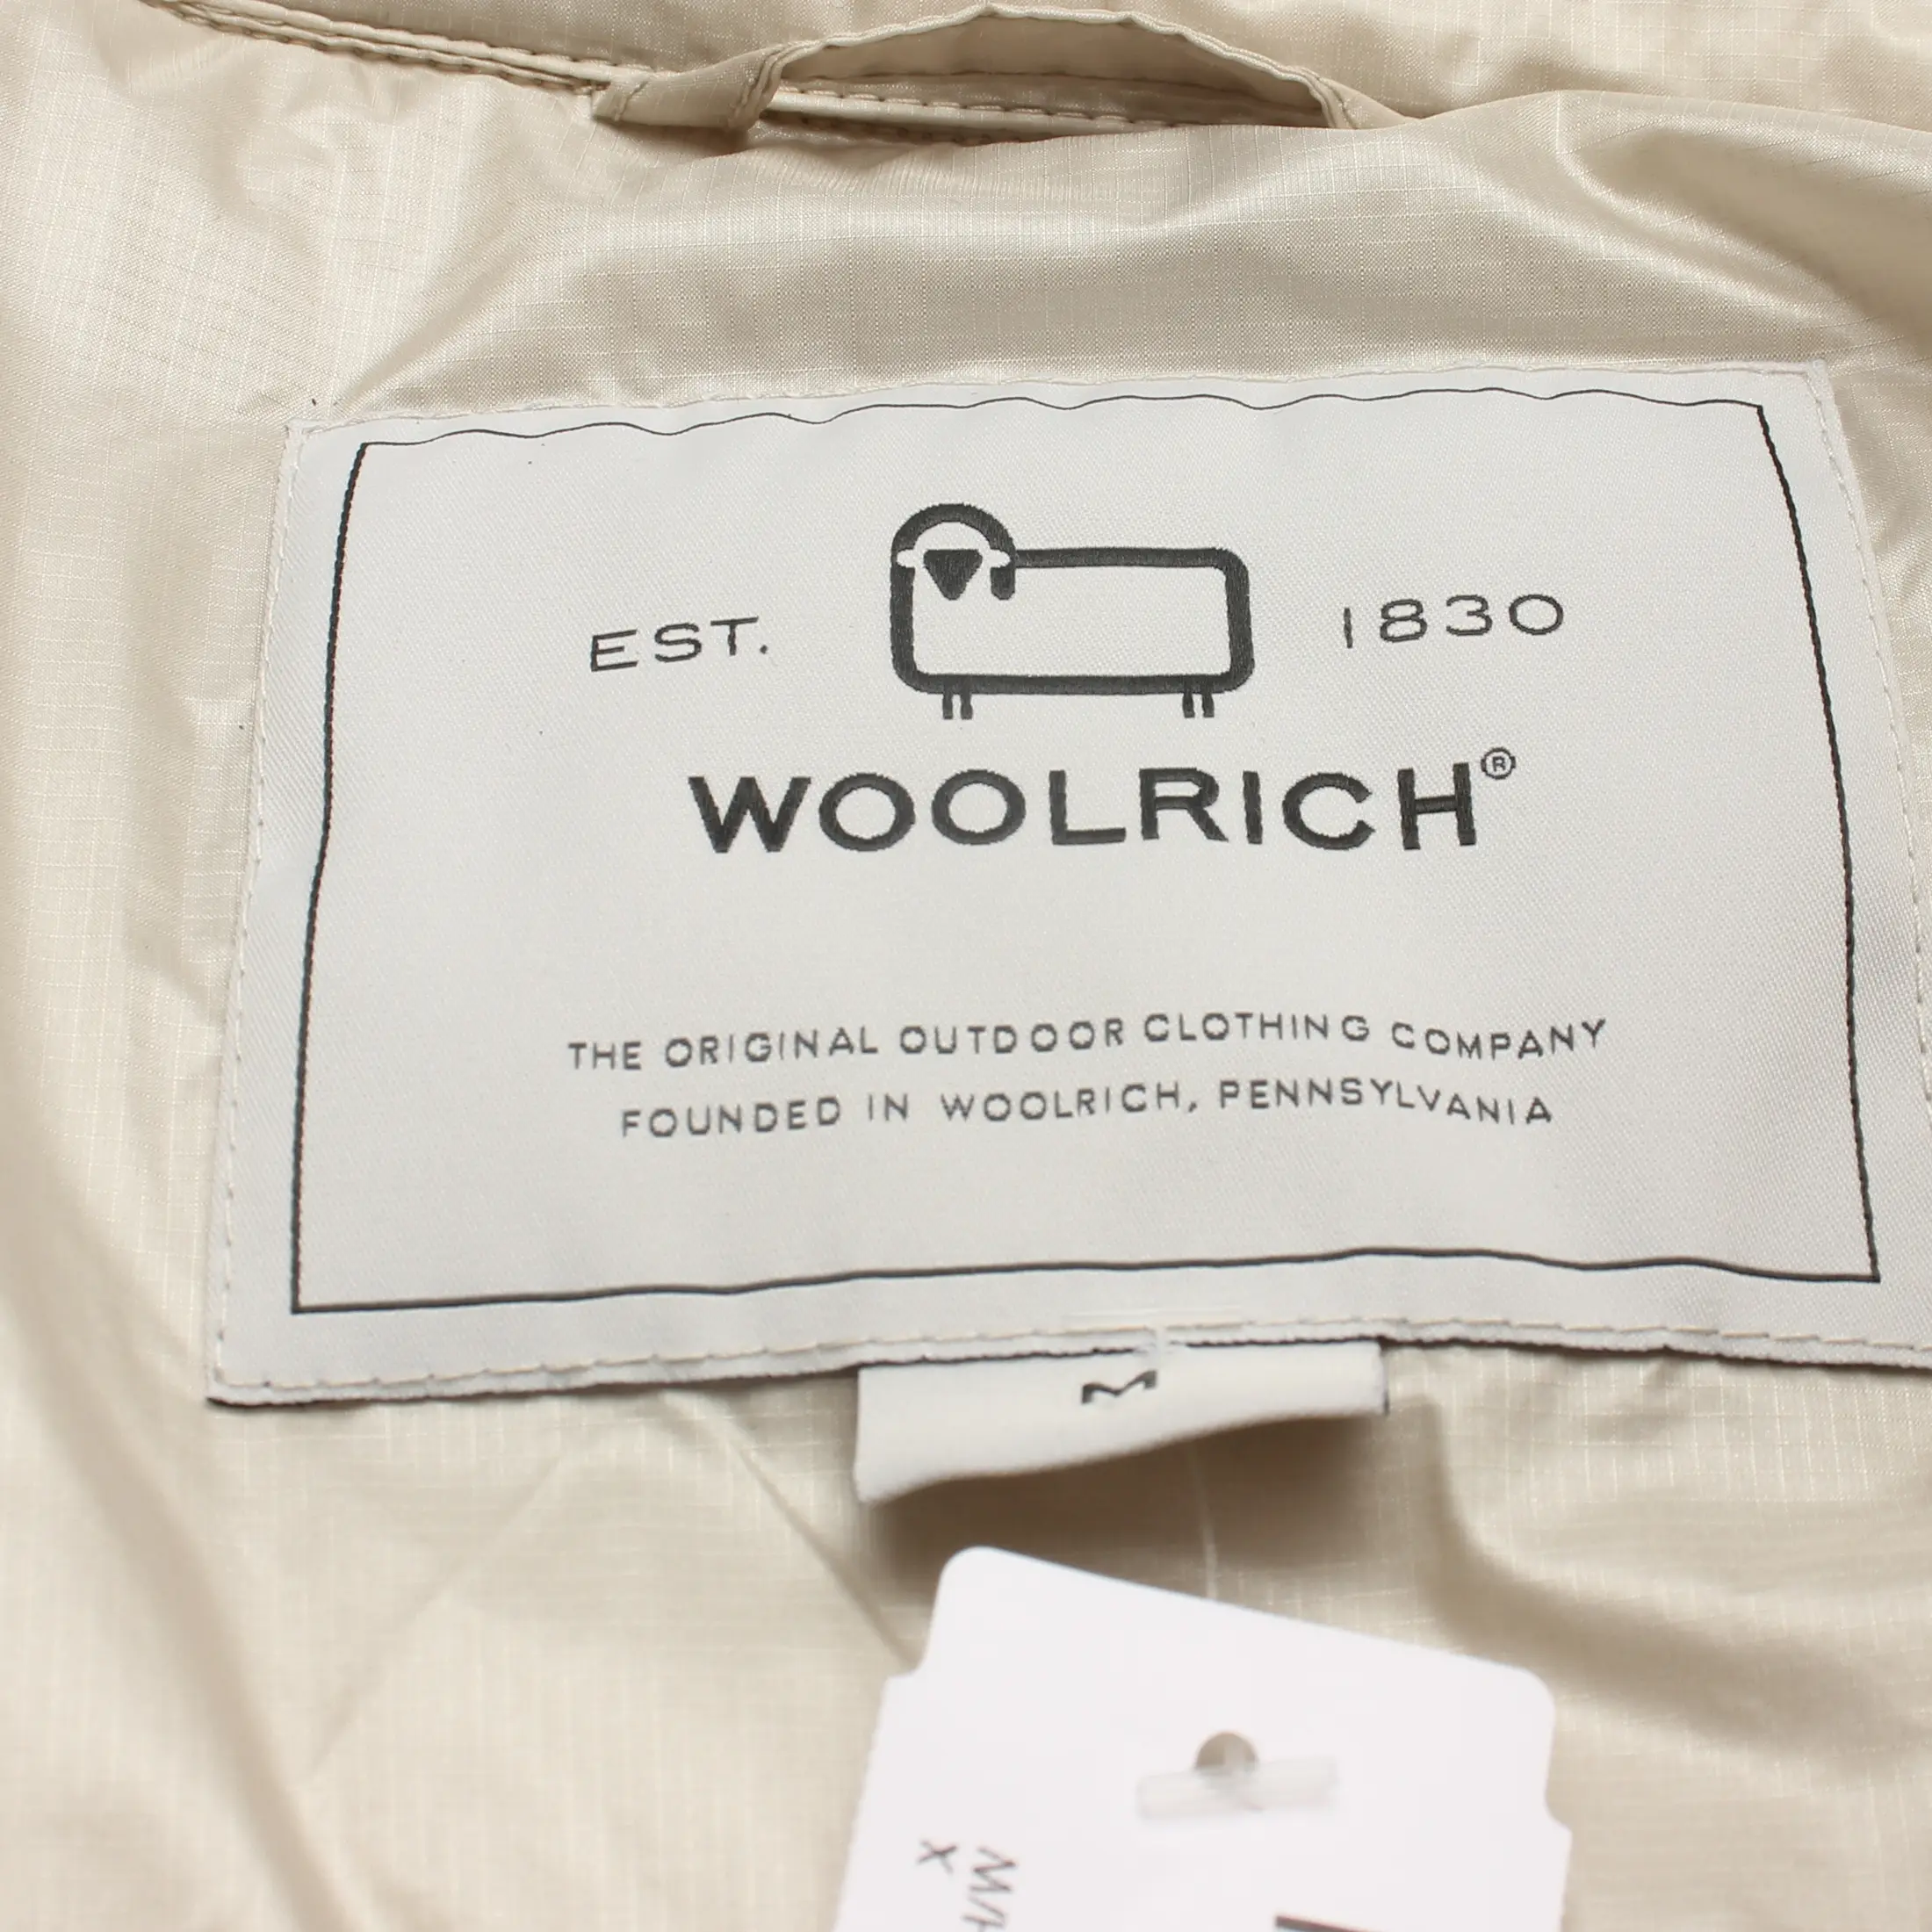 EST. 1830
WOOLRICH®
THE ORIGINAL OUTDOOR CLOTHING COMPANY
FOUNDED IN WOOLRICH, PENNSYLVANIA
M